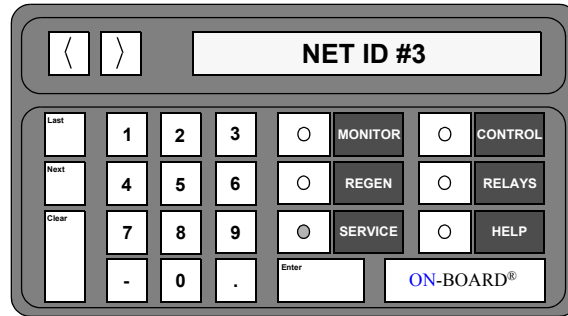 〈 〉 NET ID #3
Last 1 2 3 MONITOR CONTROL
Next 4 5 6 REGEN RELAYS
Clear 7 8 9 SERVICE HELP
- 0 . Enter ON-BOARD®